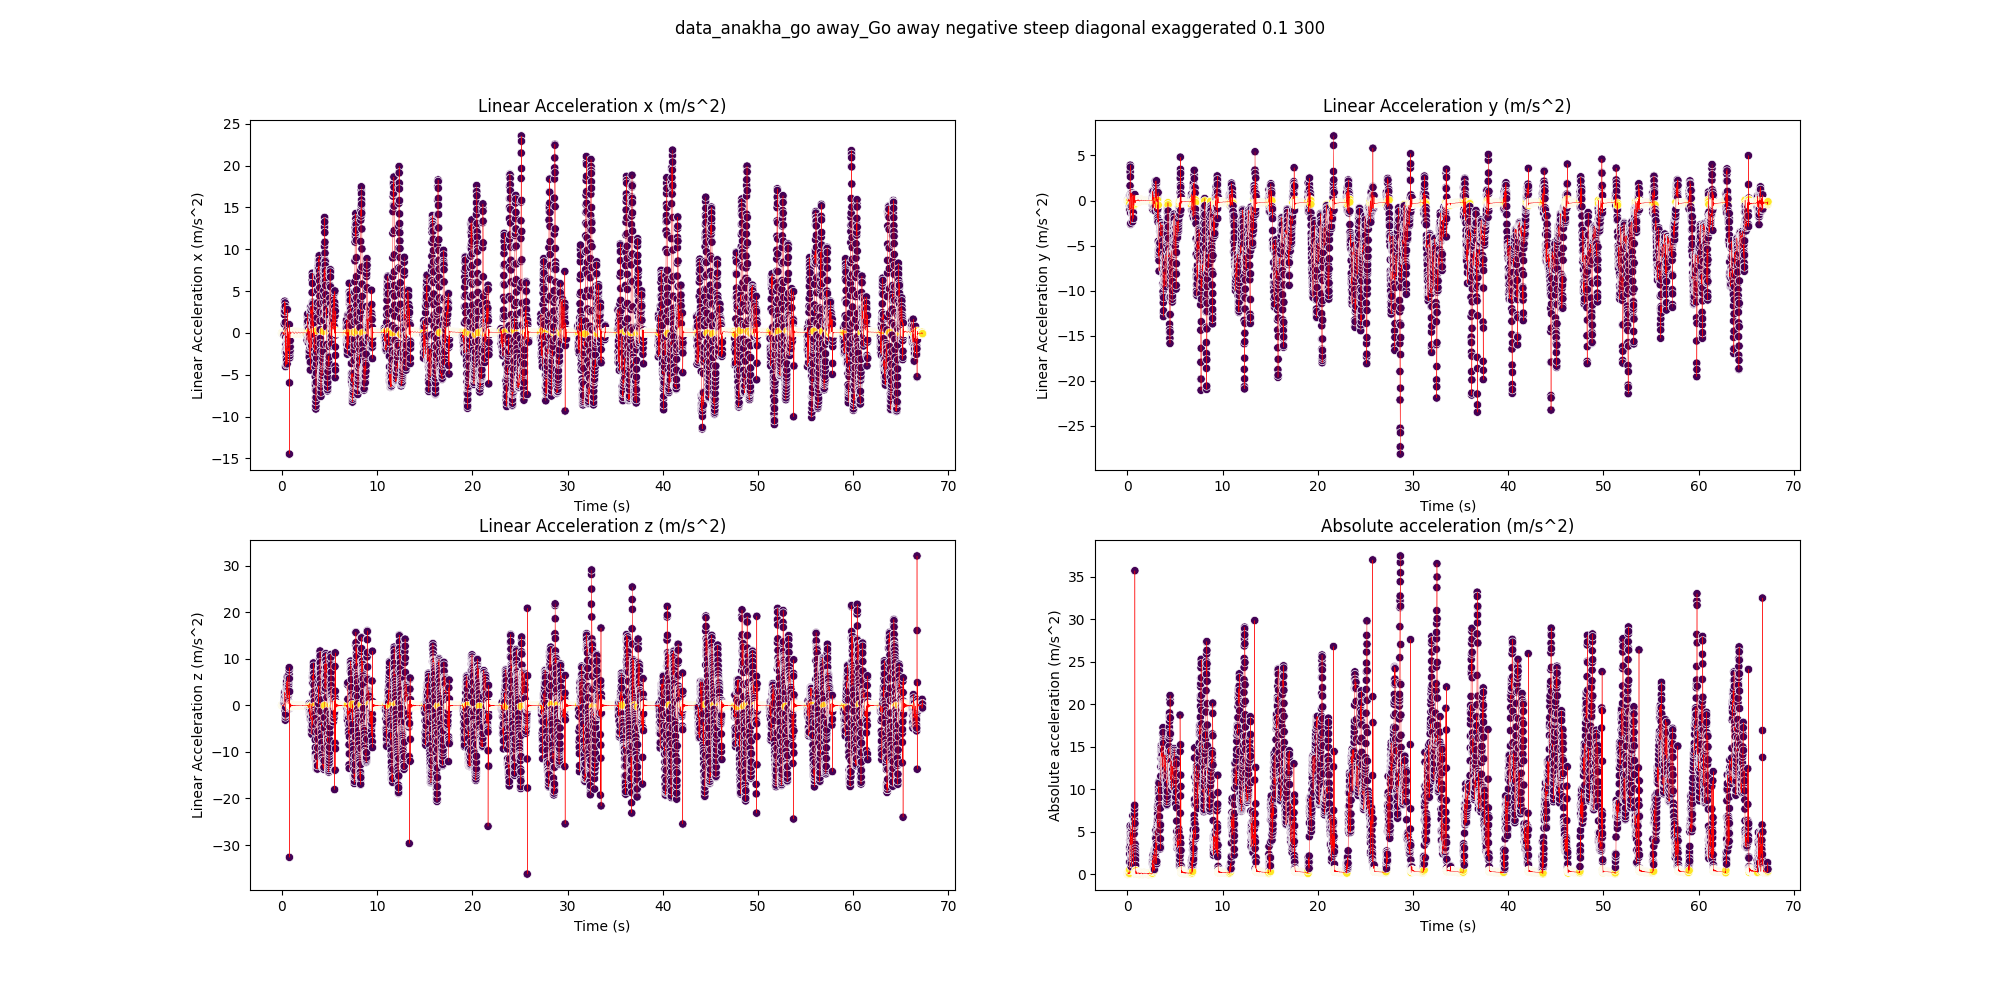 data_anakha_go away_Go away negative steep diagonal exaggerated 0.1 300
Linear Acceleration x (m/s^2)
Linear Acceleration x (m/s^2)
25
20
15
10
5
0
−5
−10
−15
0 10 20 30 40 50 60 70
Time (s)
Linear Acceleration y (m/s^2)
Linear Acceleration y (m/s^2)
5
0
−5
−10
−15
−20
−25
0 10 20 30 40 50 60 70
Time (s)
Linear Acceleration z (m/s^2)
Linear Acceleration z (m/s^2)
30
20
10
0
−10
−20
−30
0 10 20 30 40 50 60 70
Time (s)
Absolute acceleration (m/s^2)
Absolute acceleration (m/s^2)
35
30
25
20
15
10
5
0
0 10 20 30 40 50 60 70
Time (s)